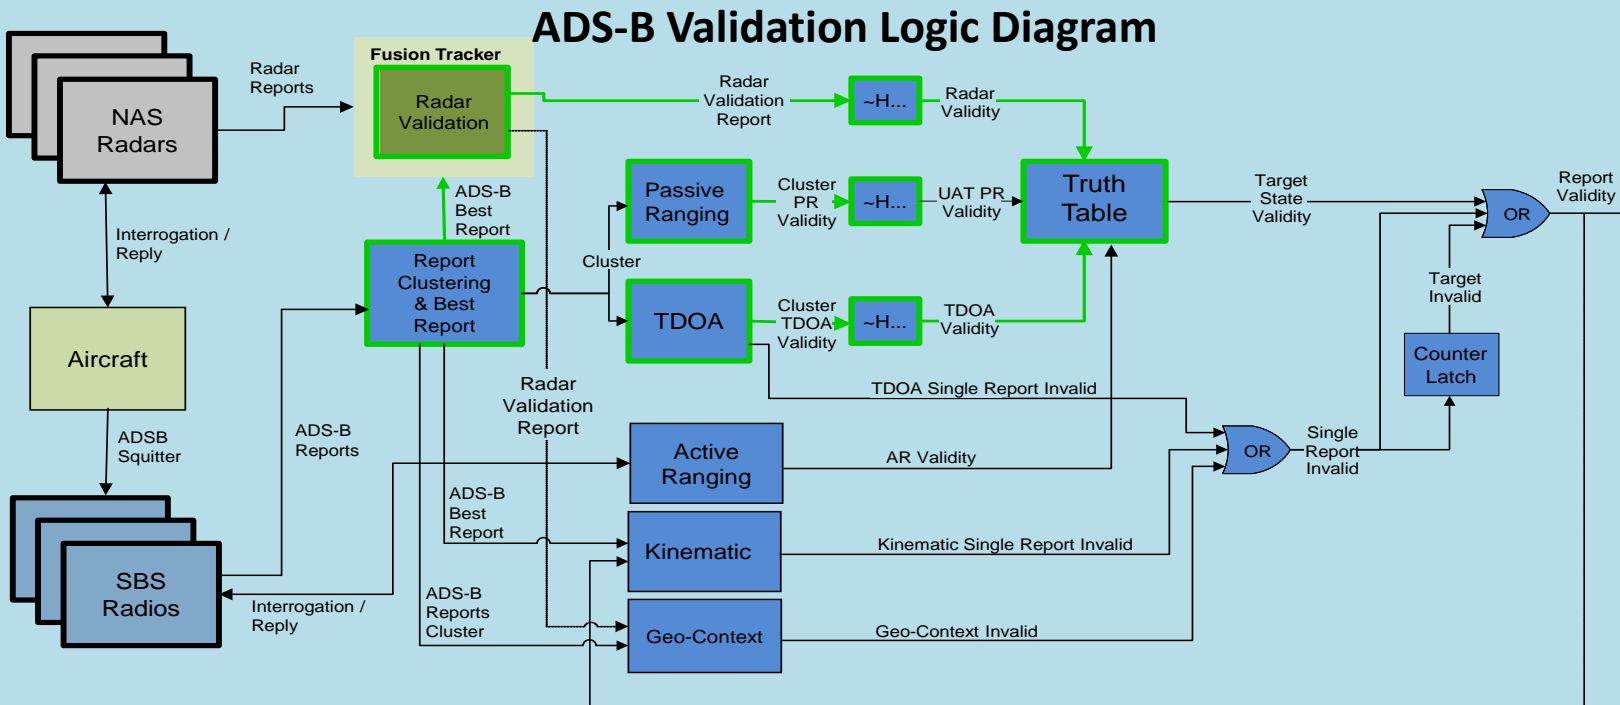 ADS-B Validation Logic Diagram
Fusion Tracker
Radar
Reports
NAS
Radars
Radar
Validation
Radar
Validation
Report
~H...
Radar
Validity
ADS-B
Best
Report
Passive
Ranging
Cluster
PR
Validity
~H...
UAT PR
Validity
Truth
Table
Target
State
Validity
OR
Report
Validity
Interrogation /
Reply
Report
Clustering
& Best
Report
Cluster
TDOA
Cluster
TDOA
Validity
~H...
TDOA
Validity
Target
Invalid
Aircraft
Counter
Latch
Radar
Validation
Report
TDOA Single Report Invalid
ADSB
Squitter
ADS-B
Reports
Active
Ranging
AR Validity
OR
Single
Report
Invalid
ADS-B
Best
Report
Kinematic
Kinematic Single Report Invalid
SBS
Radios
Interrogation /
Reply
ADS-B
Reports
Cluster
Geo-Context
Geo-Context Invalid